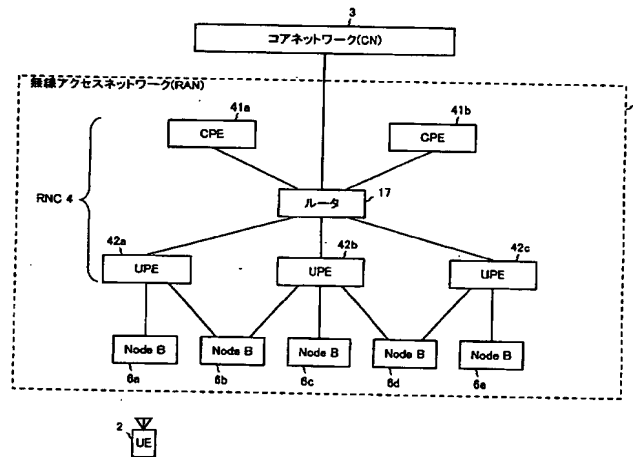 3
コアネットワーク(CN)
無線アクセスネットワーク(RAN)
41a
41b
CPE
CPE
RNC 4
17
ルータ
42a
42b
42c
UPE
UPE
UPE
Node B
Node B
Node B
Node B
Node B
6a
6b
6c
6d
6e
2
UE